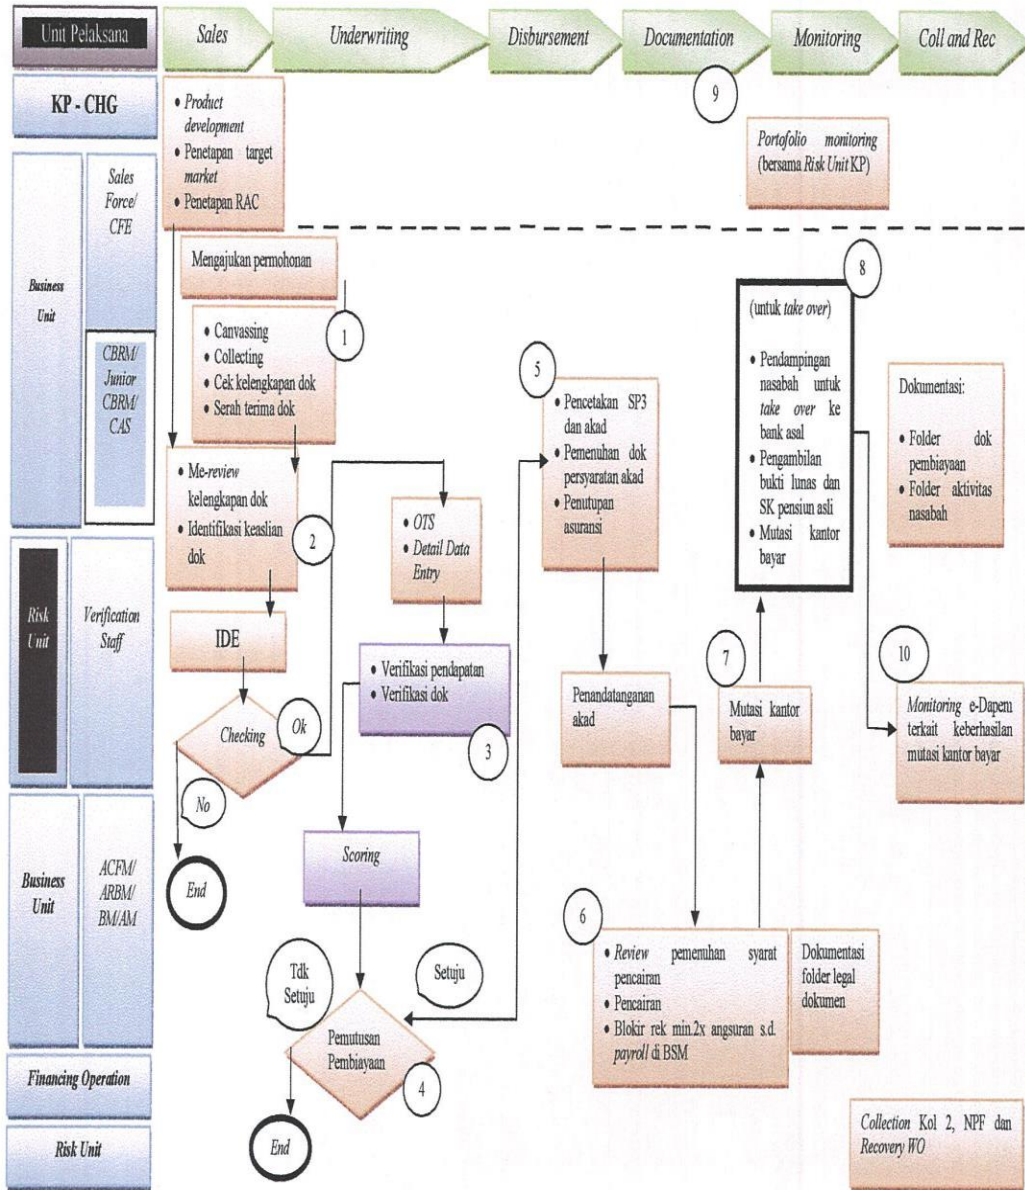 Unit Pelaksana
Sales
Underwriting
Disbursement
Documentation
Monitoring
Coll and Rec
KP - CHG
• Product
development
• Penetapan target
market
• Penetapan RAC
9
Portofolio monitoring
(bersama Risk Unit KP)
Business
Unit
Sales
Force/
CFE
CBRM/
Junior
CBRM/
CAS
Mengajukan permohonan
1
• Canvassing
• Collecting
• Cek kelengkapan dok
• Serah terima dok
• Me-review
kelengkapan dok
• Identifikasi keaslian
dok
2
• OTS
• Detail Data
Entry
5
• Pencetakan SP3
dan akad
• Pemenuhan dok
persyaratan akad
• Penutupan
asuransi
8
(untuk take over)
• Pendampingan
nasabah untuk
take over ke
bank asal
• Pengambilan
bukti lunas dan
SK pensiun asli
• Mutasi kantor
bayar
Dokumentasi:
• Folder dok
pembiayaan
• Folder aktivitas
nasabah
Risk
Unit
Verification
Staff
IDE
Checking
Ok
No
End
• Verifikasi pendapatan
• Verifikasi dok
3
Penandatanganan
akad
7
Mutasi kantor
bayar
10
Monitoring e-Dapem
terkait keberhasilan
mutasi kantor bayar
Business
Unit
ACFM/
ARBM/
BM/AM
Scoring
Tdk
Setuju
Setuju
Pemutusan
Pembiayaan
4
End
6
• Review pemenuhan syarat
pencairan
• Pencairan
• Blokir rek min.2x angsuran s.d.
payroll di BSM
Dokumentasi
folder legal
dokumen
Financing Operation
Risk Unit
Collection Kol 2, NPF dan
Recovery WO